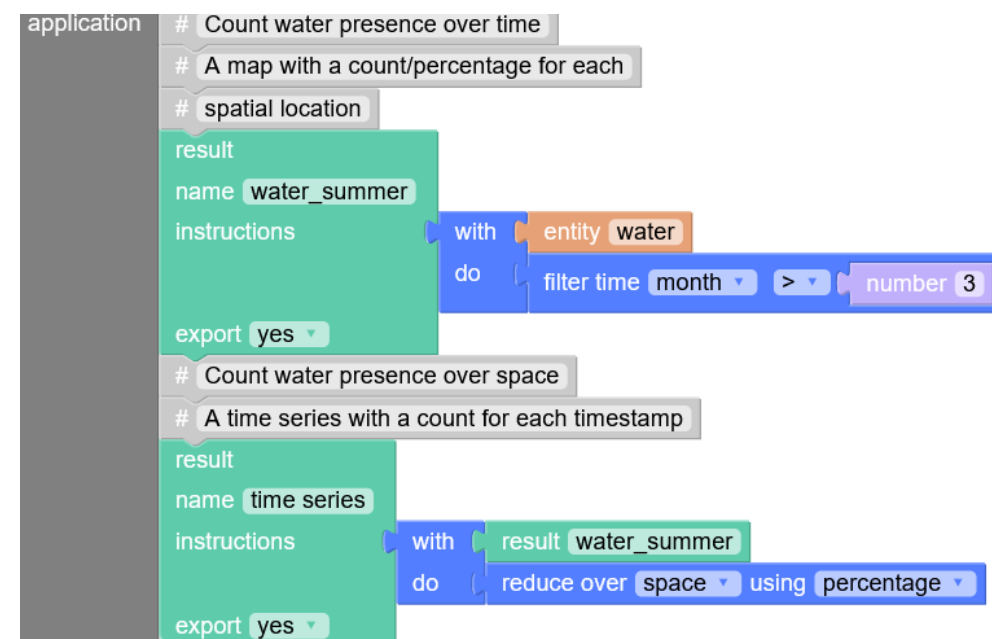 application # Count water presence over time
# A map with a count/percentage for each
# spatial location
result
name water_summer
instructions with entity water
do filter time month > number 3
export yes
# Count water presence over space
# A time series with a count for each timestamp
result
name time series
instructions with result water_summer
do reduce over space using percentage
export yes